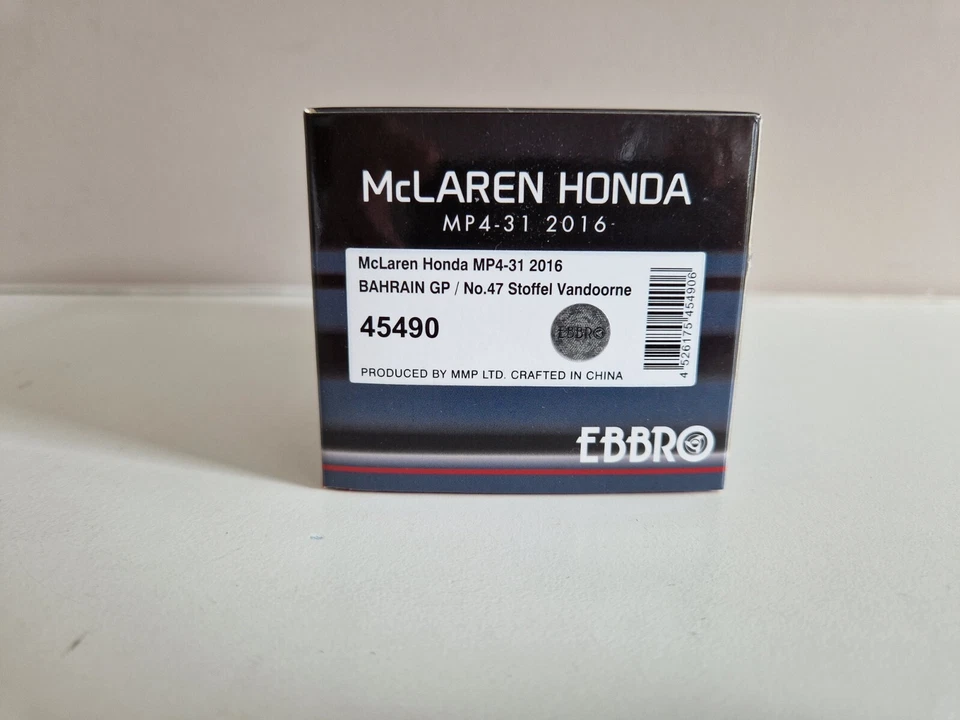 McLAREN HONDA
MP4-31 2016
McLaren Honda MP4-31 2016
BAHRAIN GP / No.47 Stoffel Vandoorne
45490
EBBRO
4 526175 454906
PRODUCED BY MMP LTD. CRAFTED IN CHINA
EBBRO